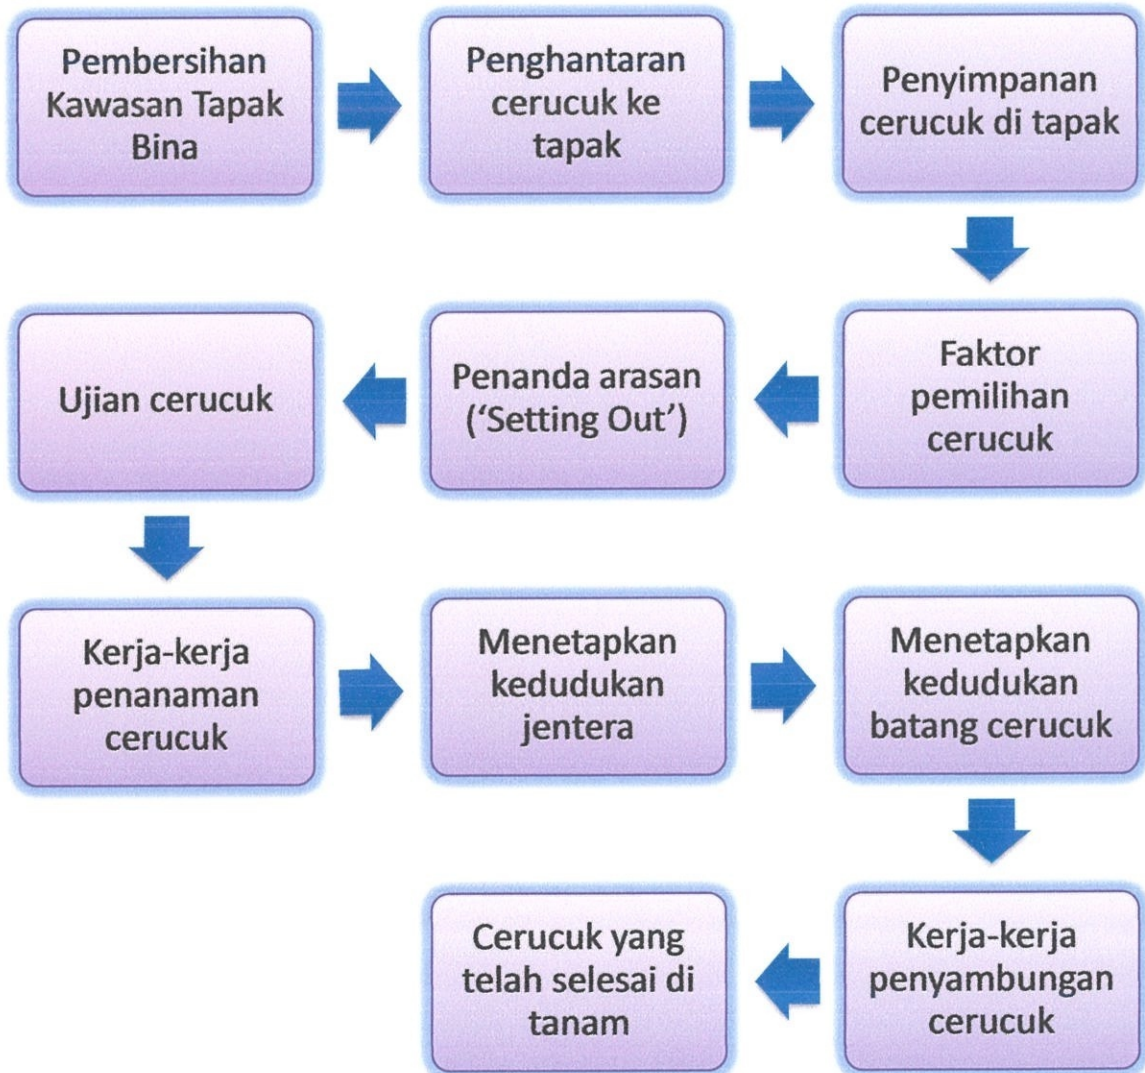 Pembersihan
Kawasan Tapak
Bina
Penghantaran
cerucuk ke
tapak
Penyimpanan
cerucuk di tapak
Faktor
pemilihan
cerucuk
Penanda arasan
(‘Setting Out’)
Ujian cerucuk
Kerja-kerja
penanaman
cerucuk
Menetapkan
kedudukan
jentera
Menetapkan
kedudukan
batang cerucuk
Kerja-kerja
penyambungan
cerucuk
Cerucuk yang
telah selesai di
tanam